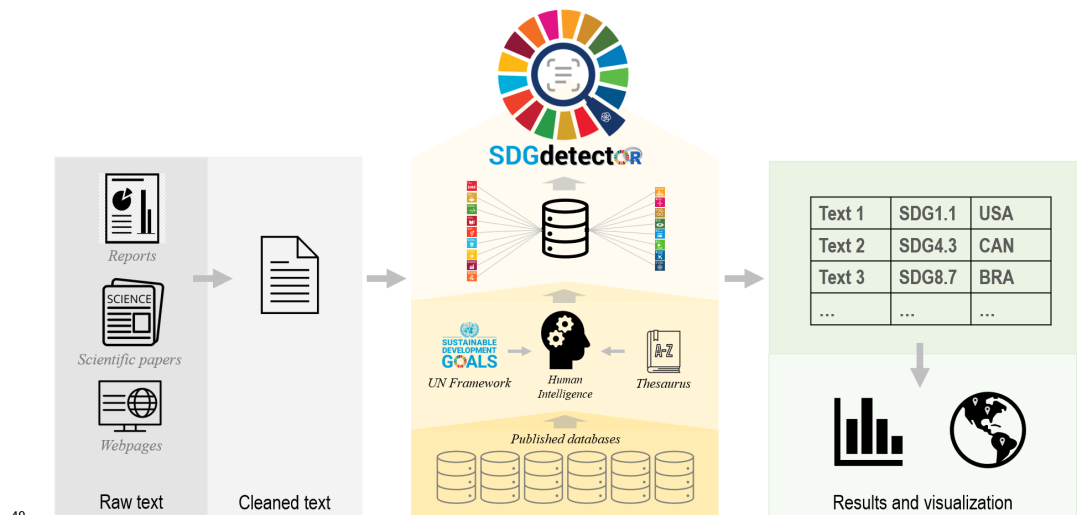 SDGdetectoR
Reports
SCIENCE
Scientific papers
Webpages
Raw text
Cleaned text
SUSTAINABLE
DEVELOPMENT
GOALS
UN Framework
Human
Intelligence
A-Z
Thesaurus
Published databases
Text 1 SDG1.1 USA
Text 2 SDG4.3 CAN
Text 3 SDG8.7 BRA
... ... ...
Results and visualization